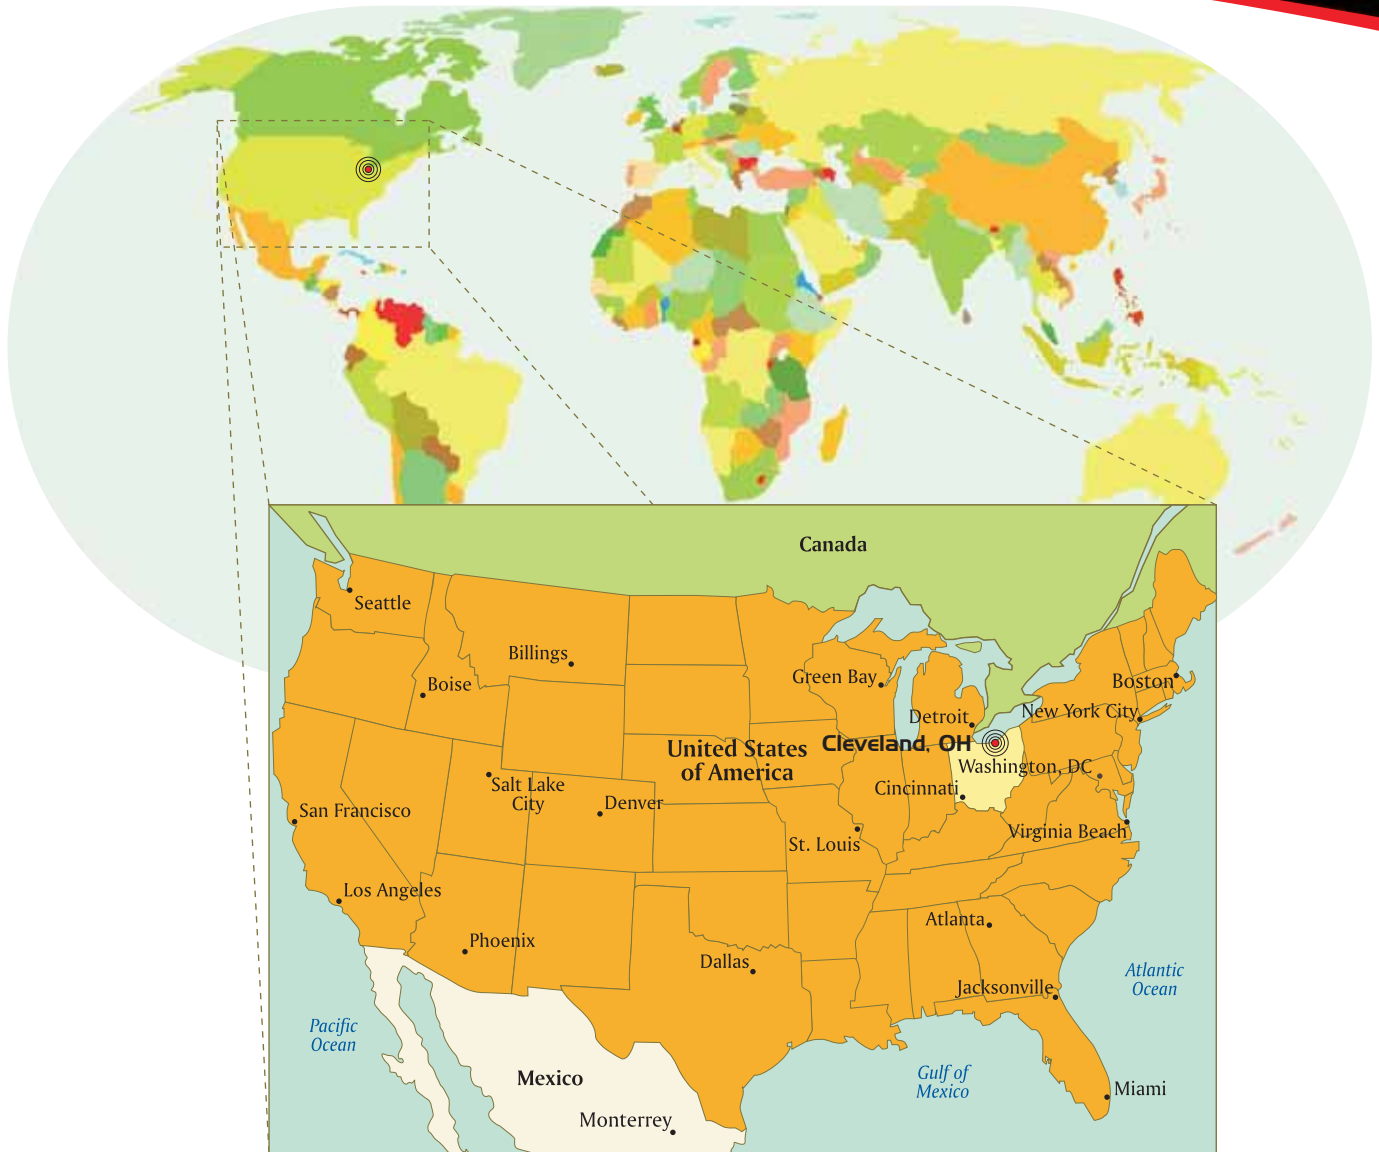 Canada
Seattle
Billings
Boise
Green Bay
Boston
Detroit
New York City
United States
of America
Cleveland, OH
Washington, DC
Salt Lake
City
Cincinnati
San Francisco
Denver
St. Louis
Virginia Beach
Los Angeles
Atlanta
Phoenix
Dallas
Atlantic
Ocean
Jacksonville
Pacific
Ocean
Gulf of
Mexico
Mexico
Miami
Monterrey